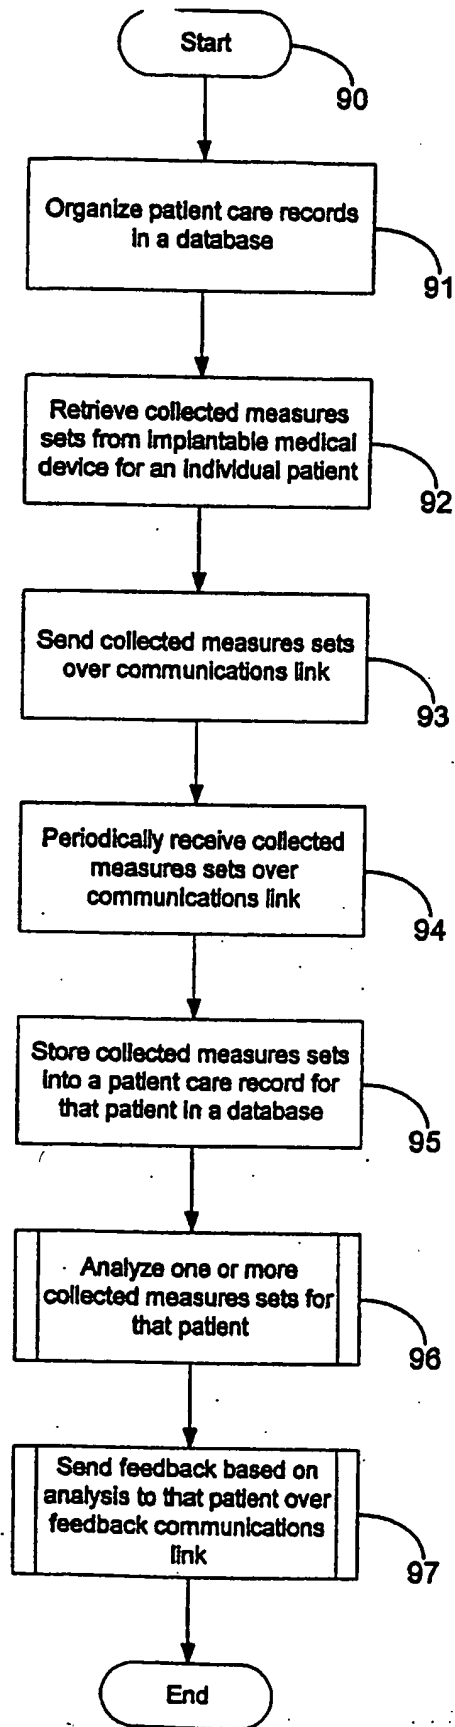 Start
90
Organize patient care records
in a database
91
Retrieve collected measures
sets from implantable medical
device for an individual patient
92
Send collected measures sets
over communications link
93
Periodically receive collected
measures sets over
communications link
94
Store collected measures sets
into a patient care record for
that patient in a database
95
Analyze one or more
collected measures sets for
that patient
96
Send feedback based on
analysis to that patient over
feedback communications
link
97
End